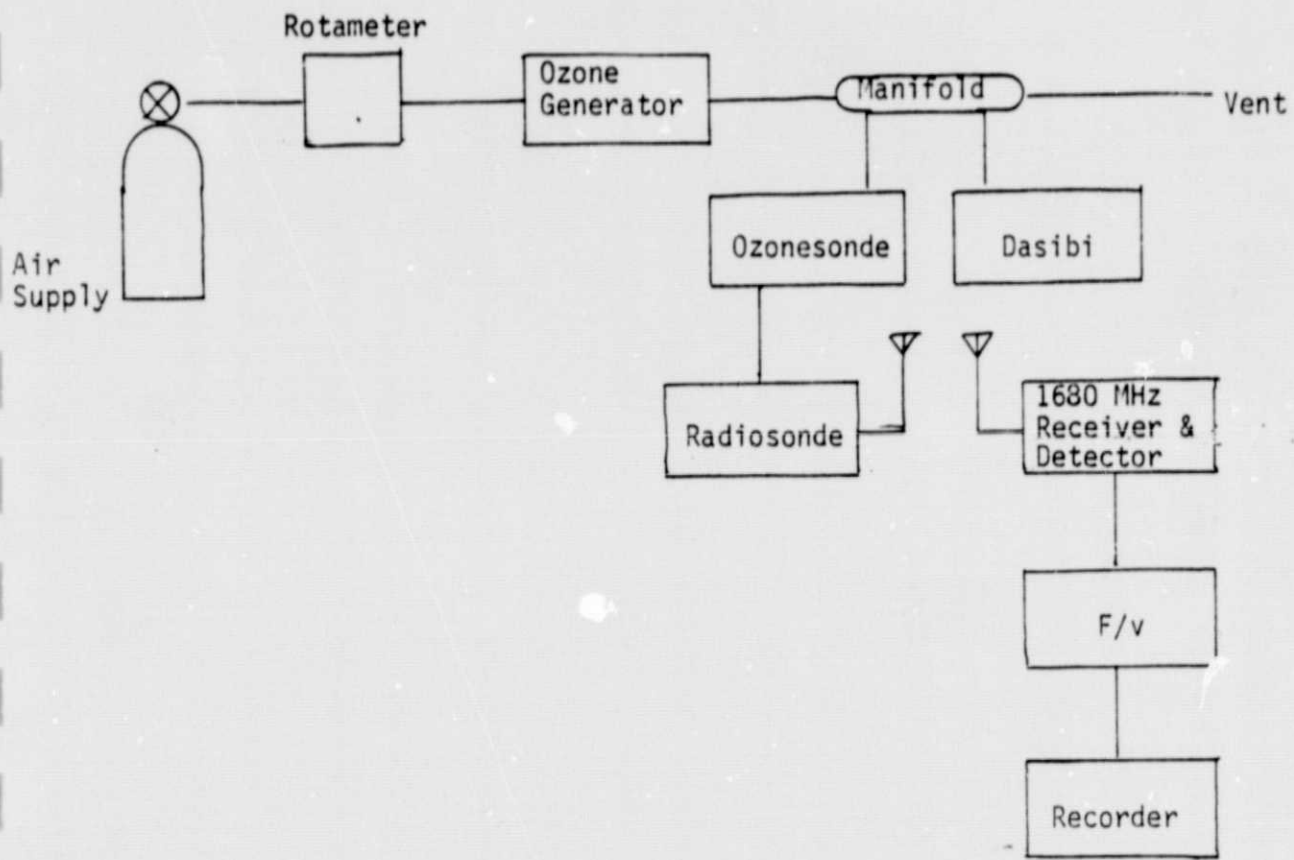 Rotameter
Ozone
Generator
Manifold
Vent
Air
Supply
Ozonesonde
Dasibi
Radiosonde
1680 MHz
Receiver &
Detector
F/v
Recorder